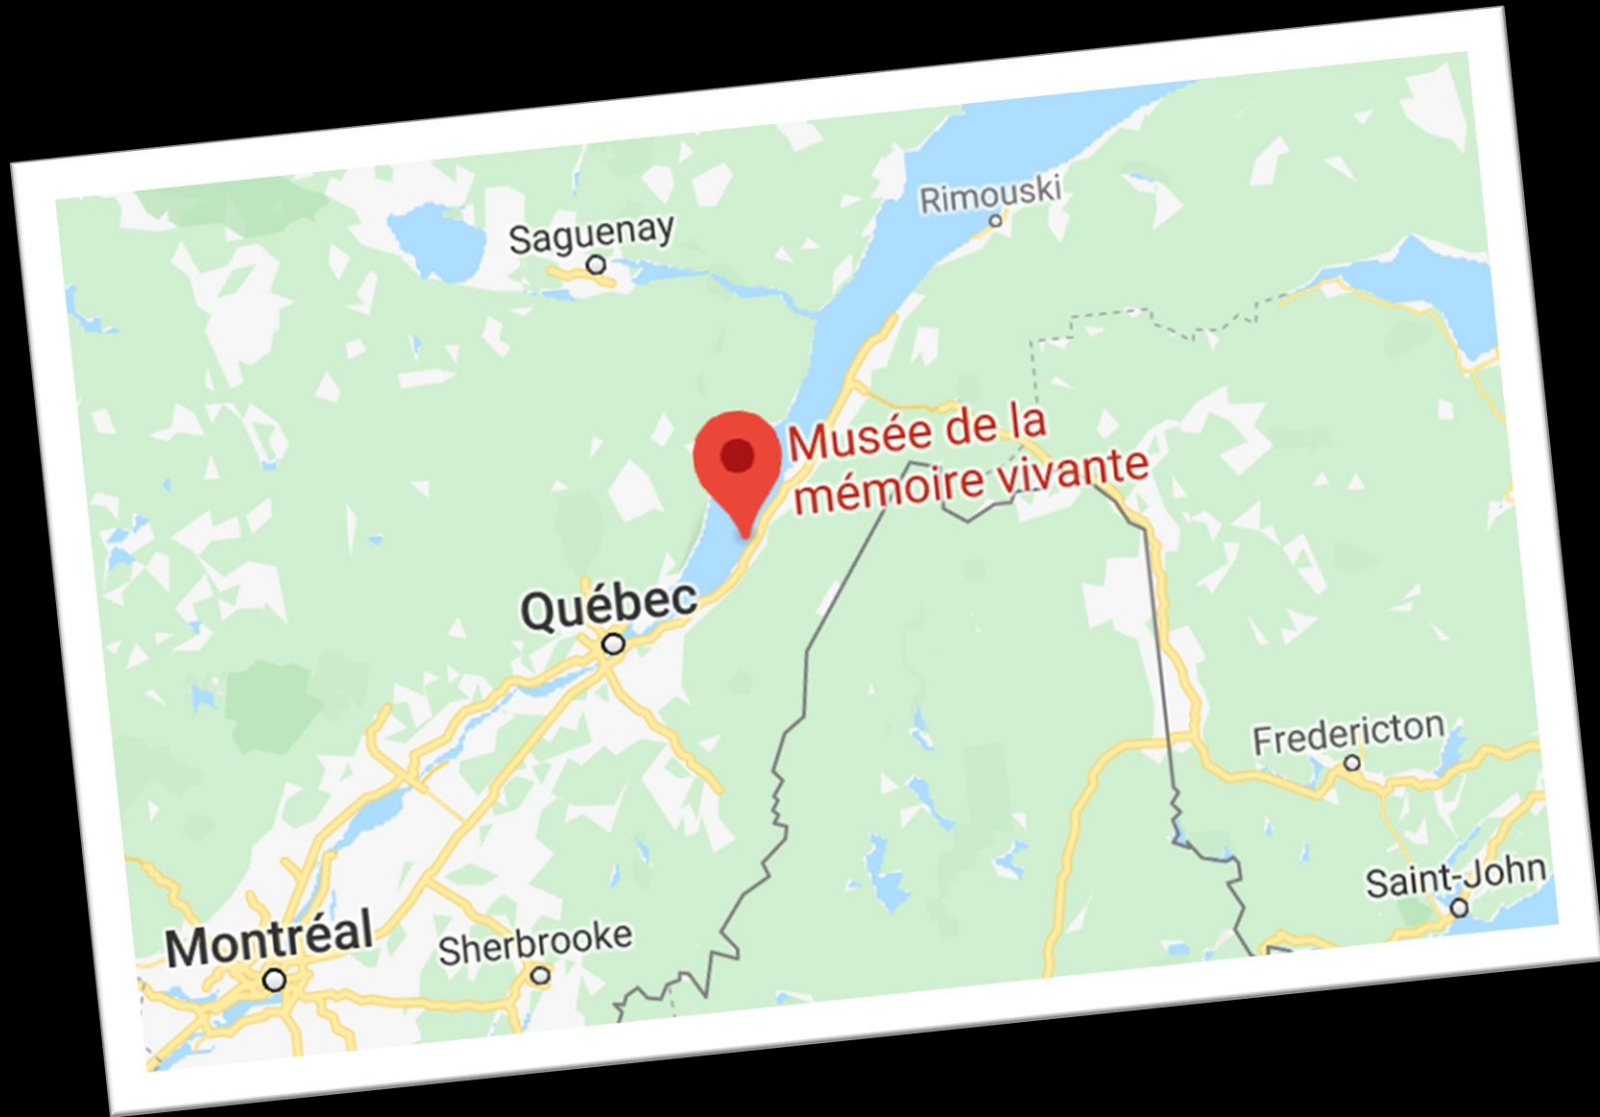 Rimouski
Saguenay
Musée de la
mémoire vivante
Québec
Fredericton
Saint-John
Montréal
Sherbrooke